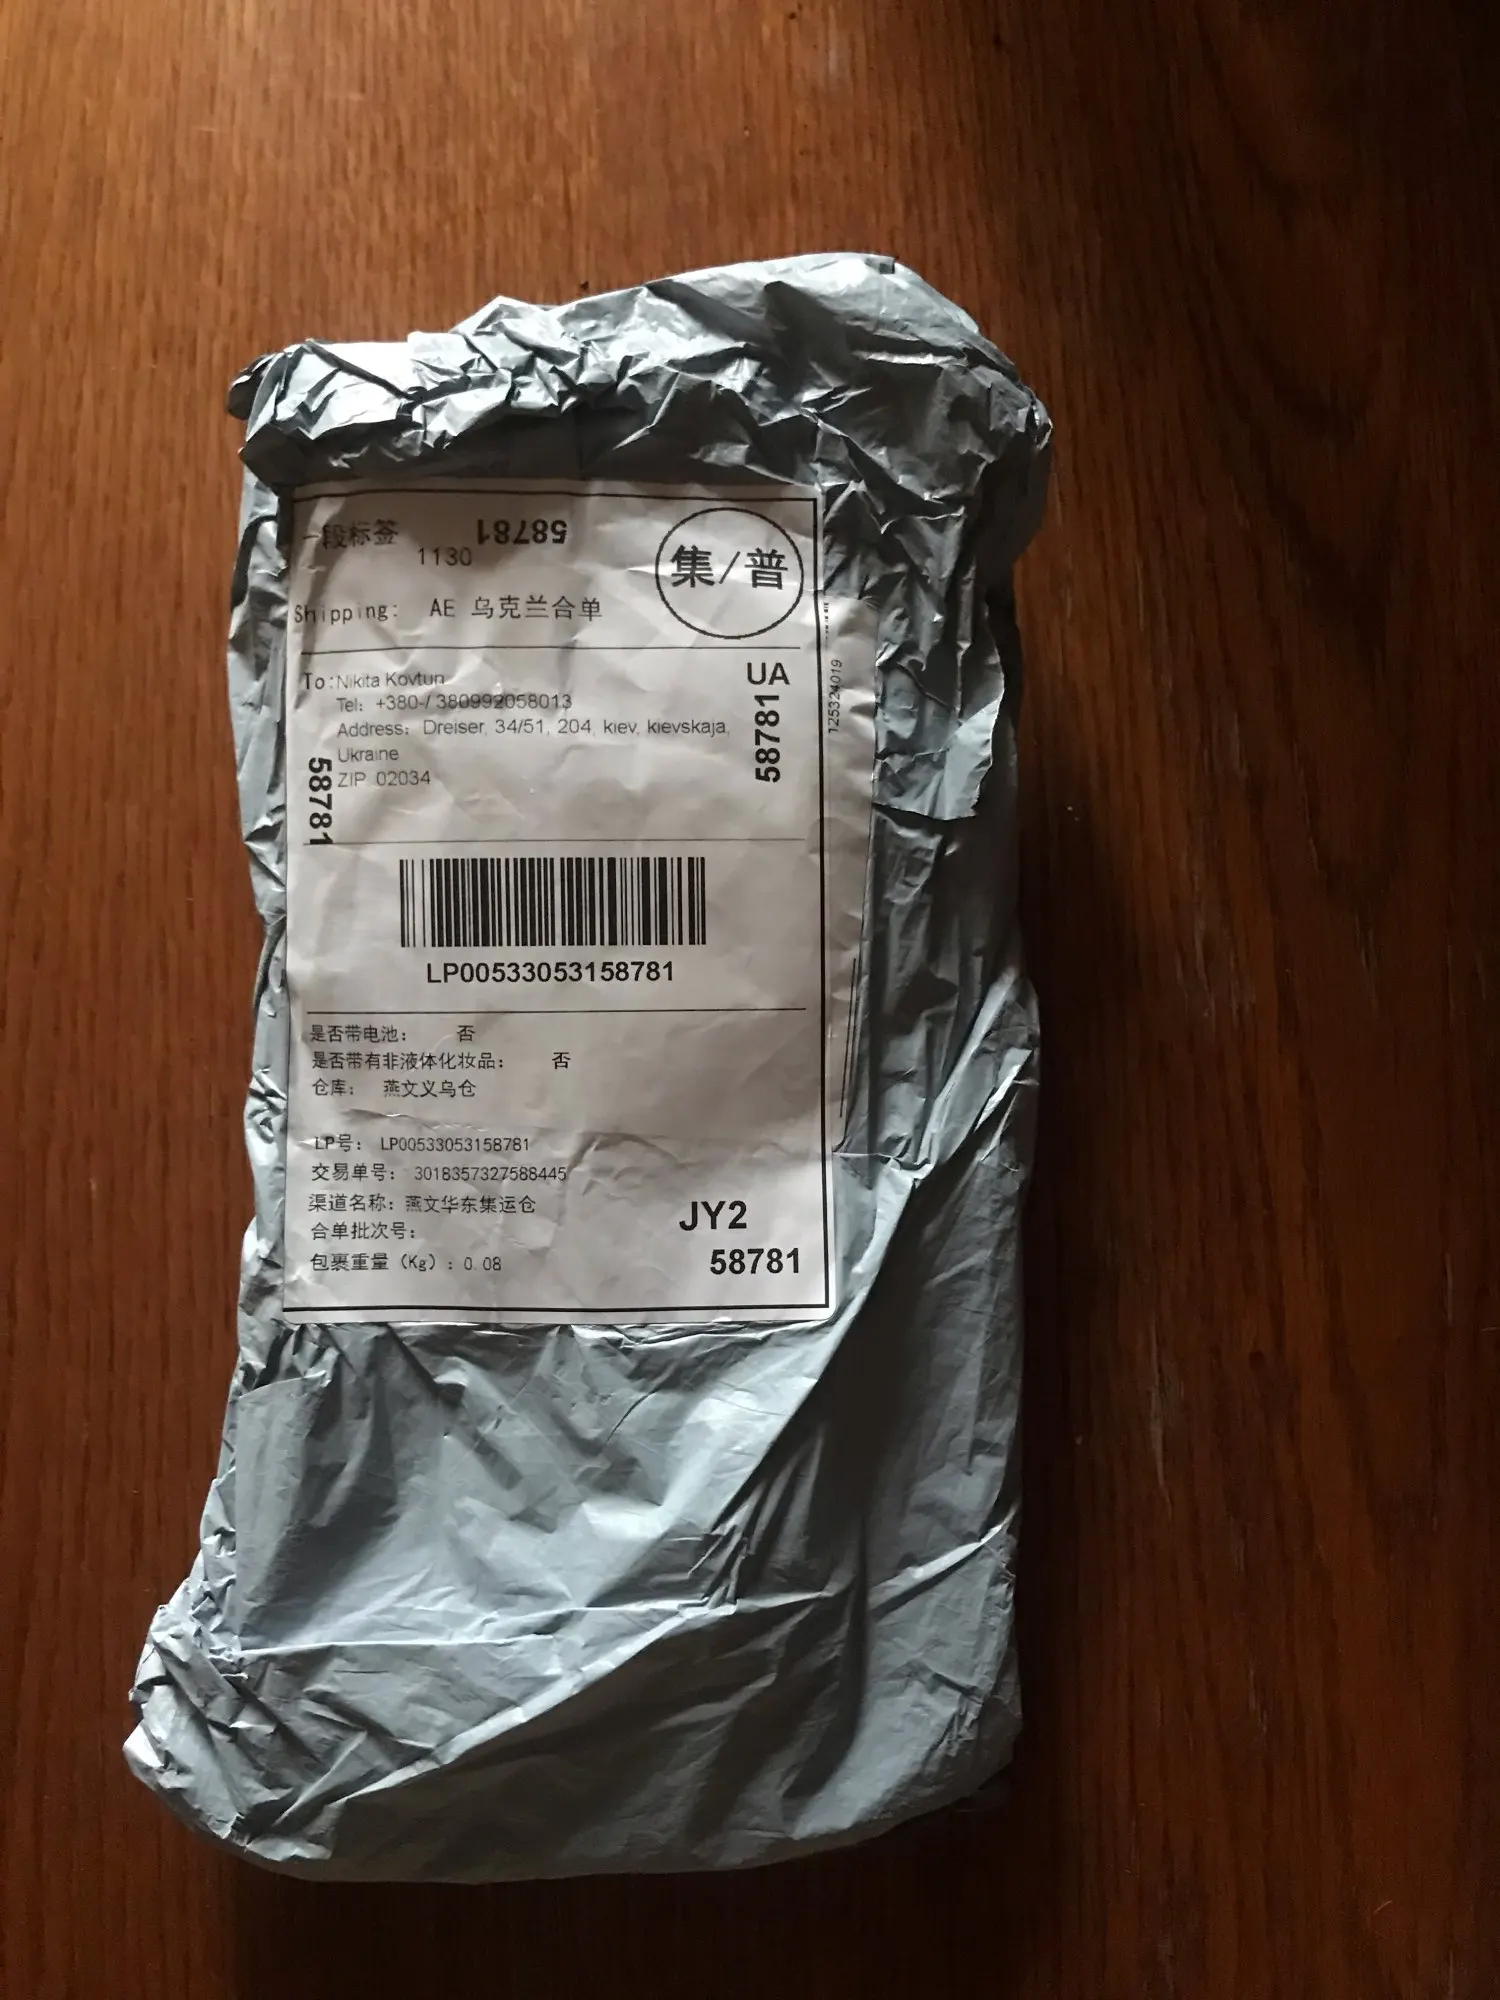 一段标签
58781
1130
集/普
Shipping: AE 乌克兰合单
To:Nikita Kovtun
UA
Tel: +380-/ 380992058013
Address: Dreiser, 34/51, 204, kiev, kievskaja,
Ukraine
ZIP 02034
58781
58781
125324019
LP00533053158781
是否带电池: 否
是否带有非液体化妆品: 否
仓库: 燕文义乌仓
LP号: LP00533053158781
交易单号: 3018357327588445
渠道名称: 燕文华东集运仓
合单批次号:
包裹重量 (Kg) : 0.08
JY2
58781